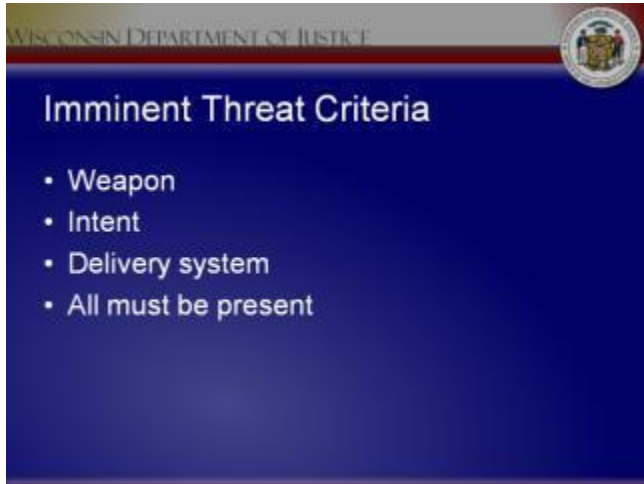 WISCONSIN DEPARTMENT OF JUSTICE
Imminent Threat Criteria
• Weapon
• Intent
• Delivery system
• All must be present